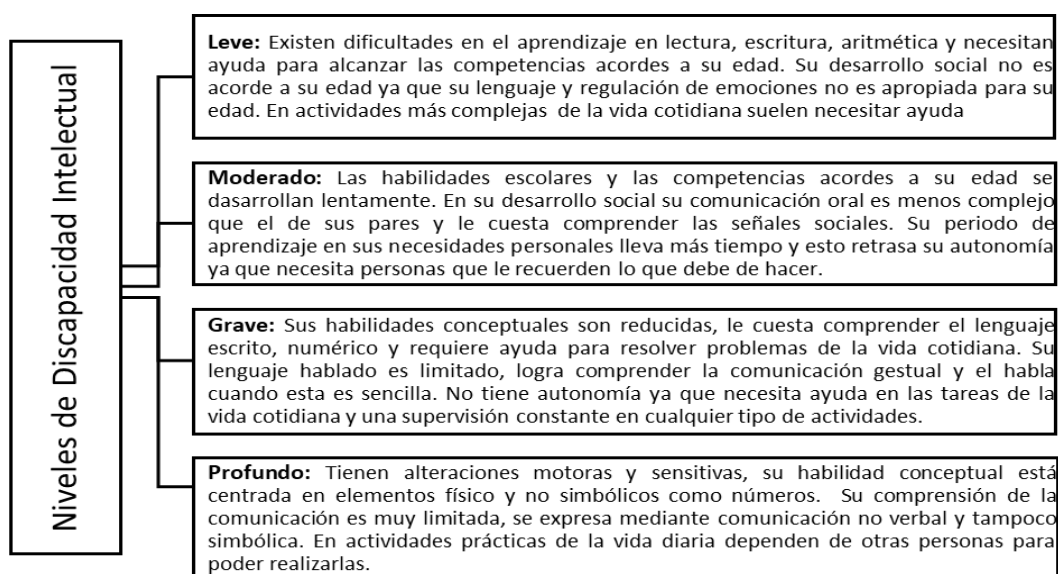 Niveles de Discapacidad Intelectual
Leve: Existen dificultades en el aprendizaje en lectura, escritura, aritmética y necesitan
ayuda para alcanzar las competencias acordes a su edad. Su desarrollo social no es
acorde a su edad ya que su lenguaje y regulación de emociones no es apropiada para su
edad. En actividades más complejas de la vida cotidiana suelen necesitar ayuda
Moderado: Las habilidades escolares y las competencias acordes a su edad se
dasarrollan lentamente. En su desarrollo social su comunicación oral es menos complejo
que el de sus pares y le cuesta comprender las señales sociales. Su periodo de
aprendizaje en sus necesidades personales lleva más tiempo y esto retrasa su autonomía
ya que necesita personas que le recuerden lo que debe de hacer.
Grave: Sus habilidades conceptuales son reducidas, le cuesta comprender el lenguaje
escrito, numérico y requiere ayuda para resolver problemas de la vida cotidiana. Su
lenguaje hablado es limitado, logra comprender la comunicación gestual y el habla
cuando esta es sencilla. No tiene autonomía ya que necesita ayuda en las tareas de la
vida cotidiana y una supervisión constante en cualquier tipo de actividades.
Profundo: Tienen alteraciones motoras y sensitivas, su habilidad conceptual está
centrada en elementos físico y no simbólicos como números. Su comprensión de la
comunicación es muy limitada, se expresa mediante comunicación no verbal y tampoco
simbólica. En actividades prácticas de la vida diaria dependen de otras personas para
poder realizarlas.